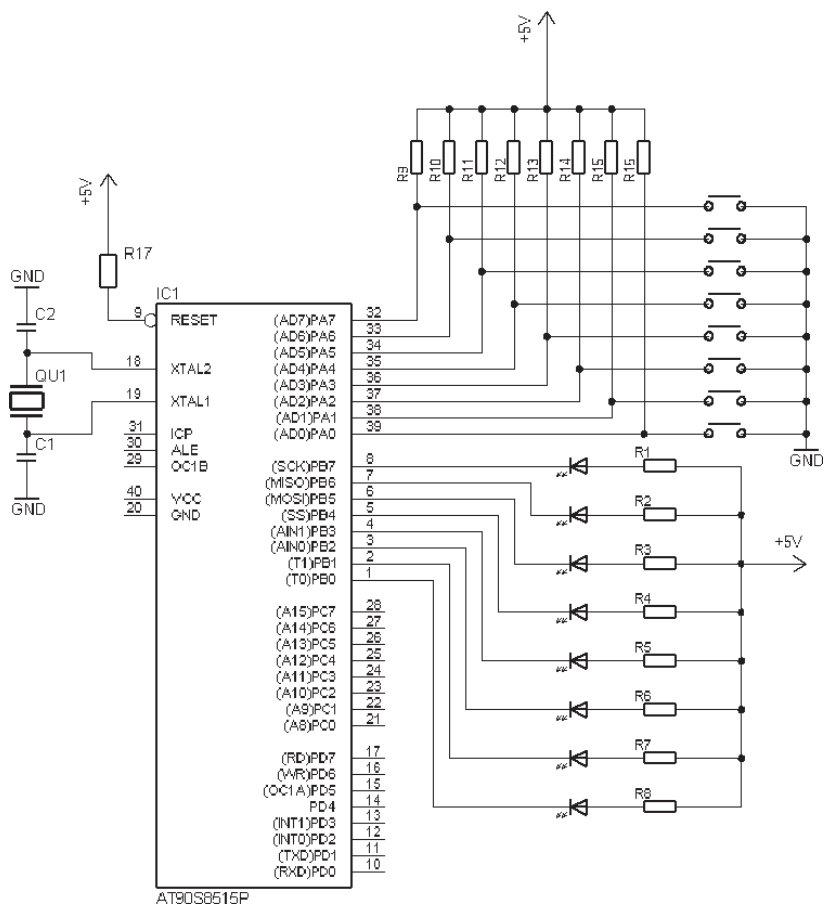 +5V
R9
R10
R11
R12
R13
R14
R15
R16
+5V
R17
GND
C2
QU1
C1
GND
IC1
9 RESET
18 XTAL2
19 XTAL1
31 ICP
30 ALE
29 OC1B
40 VCC
20 GND
(AD7)PA7 32
(AD6)PA6 33
(AD5)PA5 34
(AD4)PA4 35
(AD3)PA3 36
(AD2)PA2 37
(AD1)PA1 38
(AD0)PA0 39
(SCK)PB7 8
(MISO)PB6 7
(MOSI)PB5 6
(SS)PB4 5
(AIN1)PB3 4
(AIN0)PB2 3
(T1)PB1 2
(T0)PB0 1
(A15)PC7 28
(A14)PC6 27
(A13)PC5 26
(A12)PC4 25
(A11)PC3 24
(A10)PC2 23
(A9)PC1 22
(A8)PC0 21
(RD)PD7 17
(WR)PD6 16
(OC1A)PD5 15
PD4 14
(INT1)PD3 13
(INT0)PD2 12
(TXD)PD1 11
(RXD)PD0 10
AT90S8515P
GND
R1
R2
R3
+5V
R4
R5
R6
R7
R8